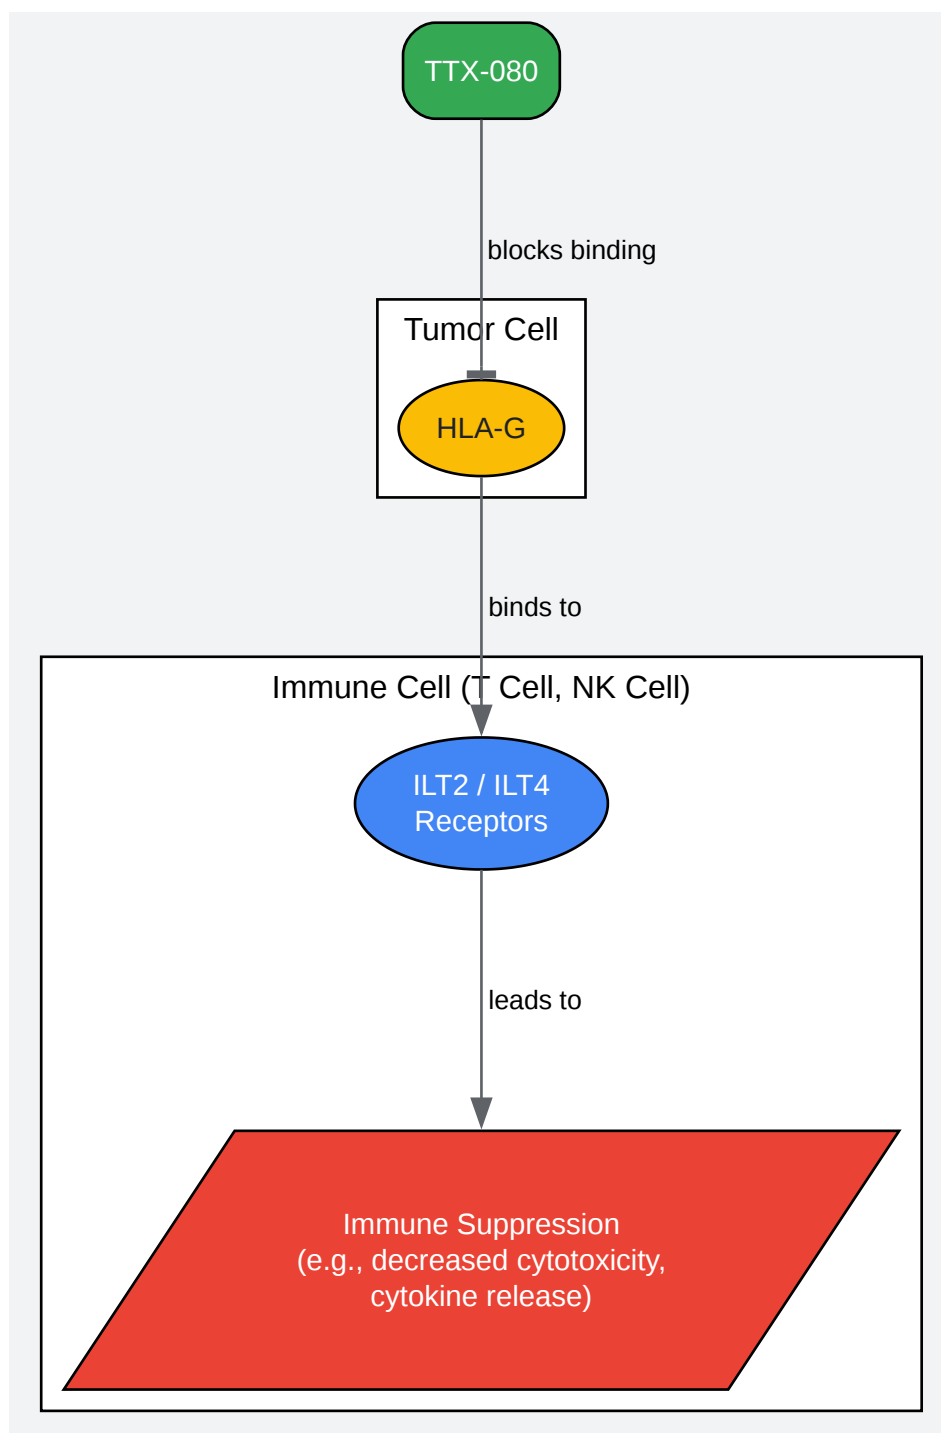 TTX-080
blocks binding
Tumor Cell
HLA-G
binds to
Immune Cell (T Cell, NK Cell)
ILT2 / ILT4
Receptors
leads to
Immune Suppression
(e.g., decreased cytotoxicity,
cytokine release)